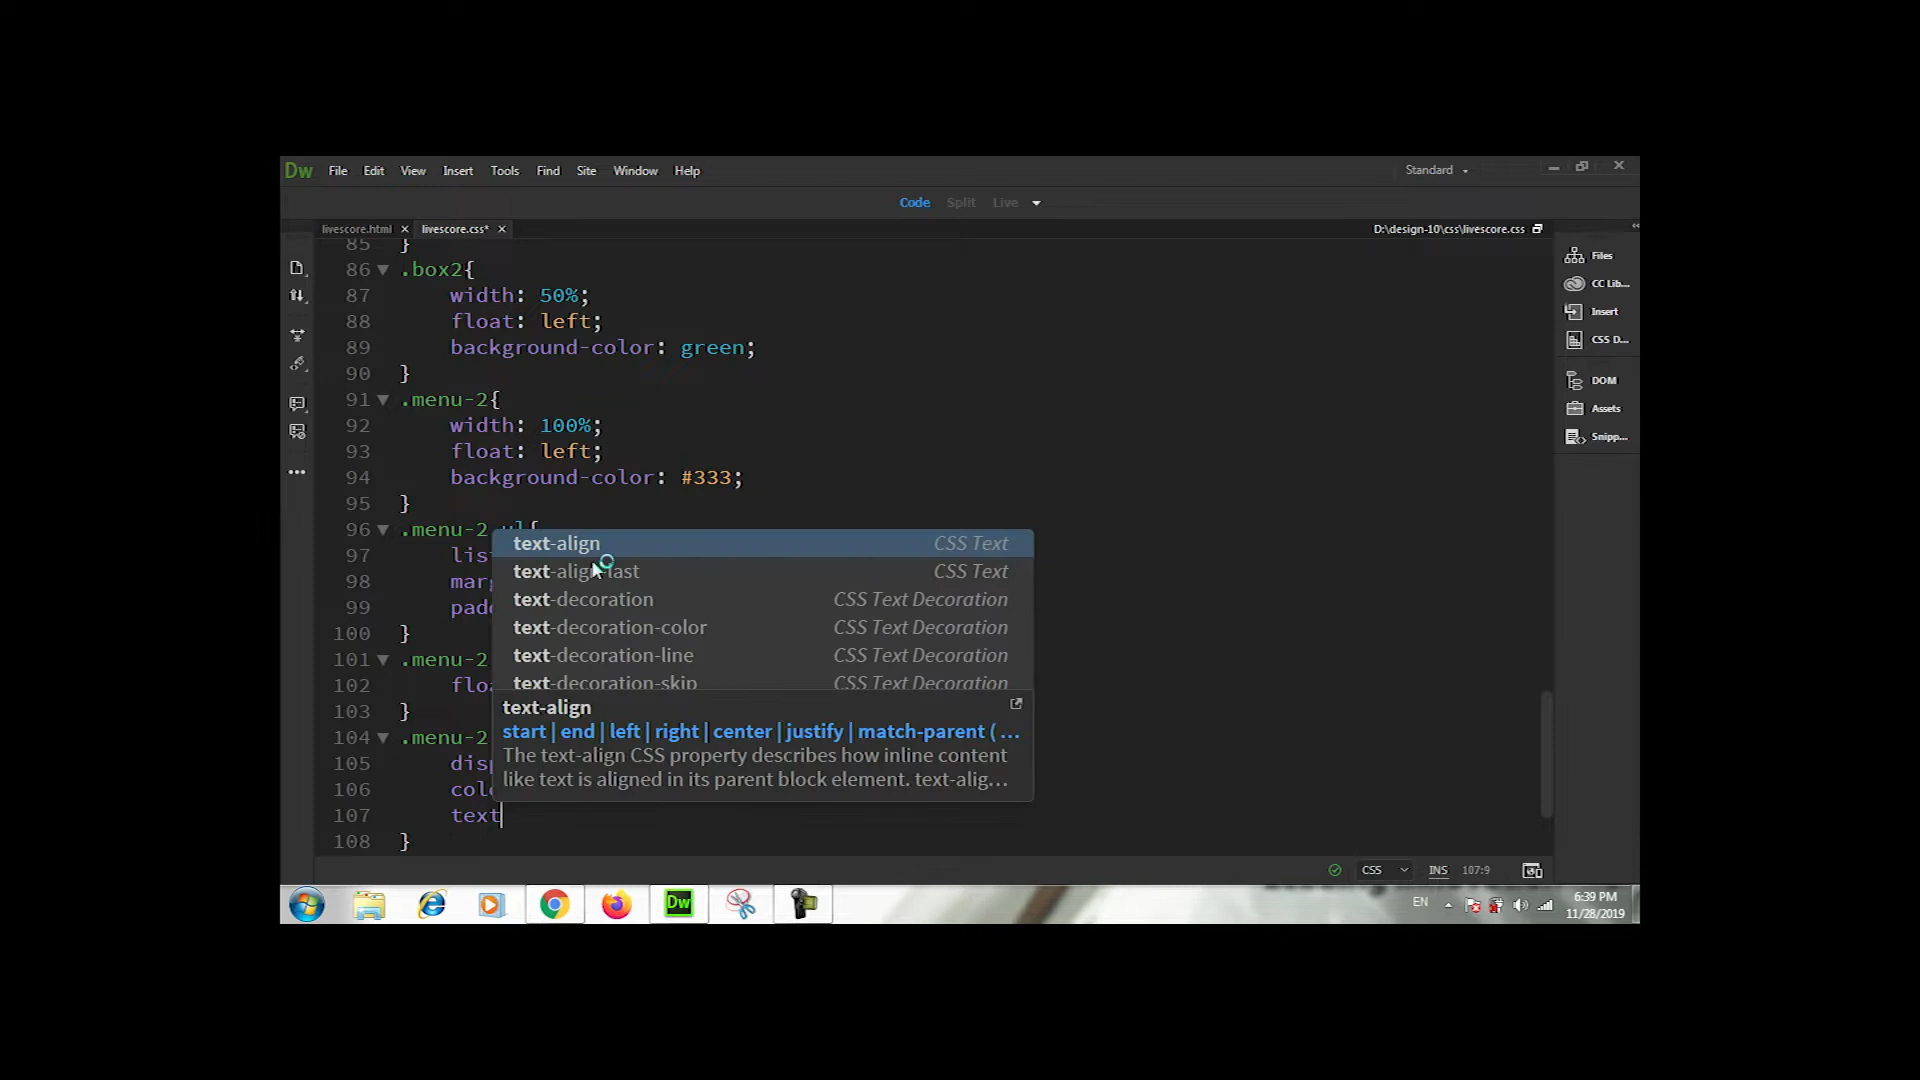 Dw File Edit View Insert Tools Find Site Window Help Standard
Code Split Live
livescore.html livescore.css* D:\design-10\css\livescore.css
85 }
86 .box2{
87 width: 50%;
88 float: left;
89 background-color: green;
90 }
91 .menu-2{
92 width: 100%;
93 float: left;
94 background-color: #333;
95 }
96 .menu-2 ul{
97 lis
98 mar
99 pad
100 }
101 .menu-2
102 floa
103 }
104 .menu-2
105 disp
106 colo
107 text
108 }
text-align CSS Text
text-align-last CSS Text
text-decoration CSS Text Decoration
text-decoration-color CSS Text Decoration
text-decoration-line CSS Text Decoration
text-decoration-skip CSS Text Decoration
text-align
start | end | left | right | center | justify | match-parent ( ...
The text-align CSS property describes how inline content
like text is aligned in its parent block element. text-alig...
Files
CC Lib...
Insert
CSS D...
DOM
Assets
Snipp...
CSS INS 107:9
Dw
EN
6:39 PM
11/28/2019